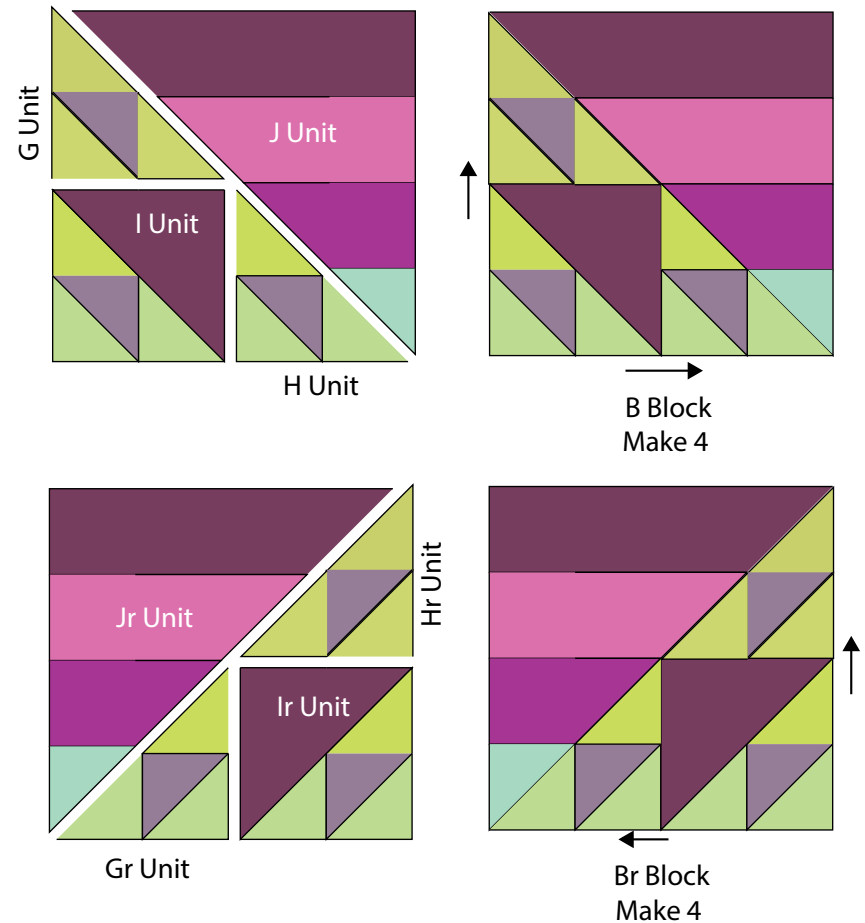 G Unit
J Unit
I Unit
H Unit
B Block
Make 4
Jr Unit
Hr Unit
Ir Unit
Gr Unit
Br Block
Make 4